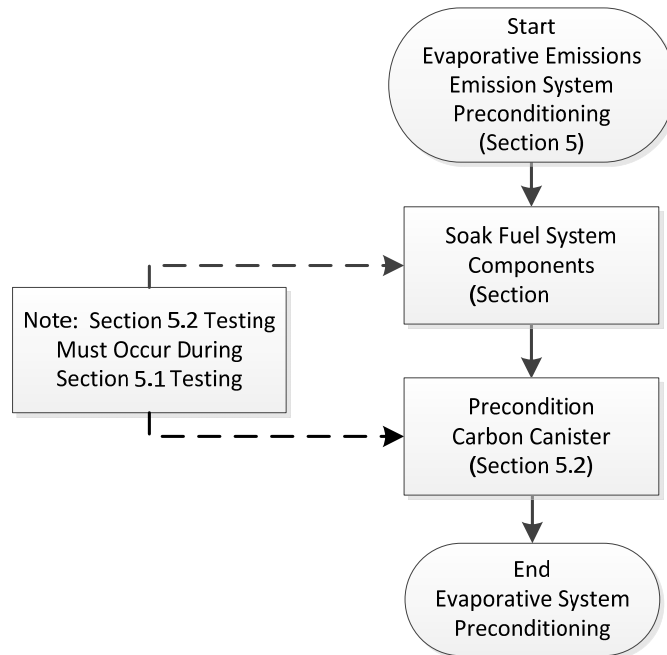 Start
Evaporative Emissions
Emission System
Preconditioning
(Section 5)
Soak Fuel System
Components
(Section
Note: Section 5.2 Testing
Must Occur During
Section 5.1 Testing
Precondition
Carbon Canister
(Section 5.2)
End
Evaporative System
Preconditioning